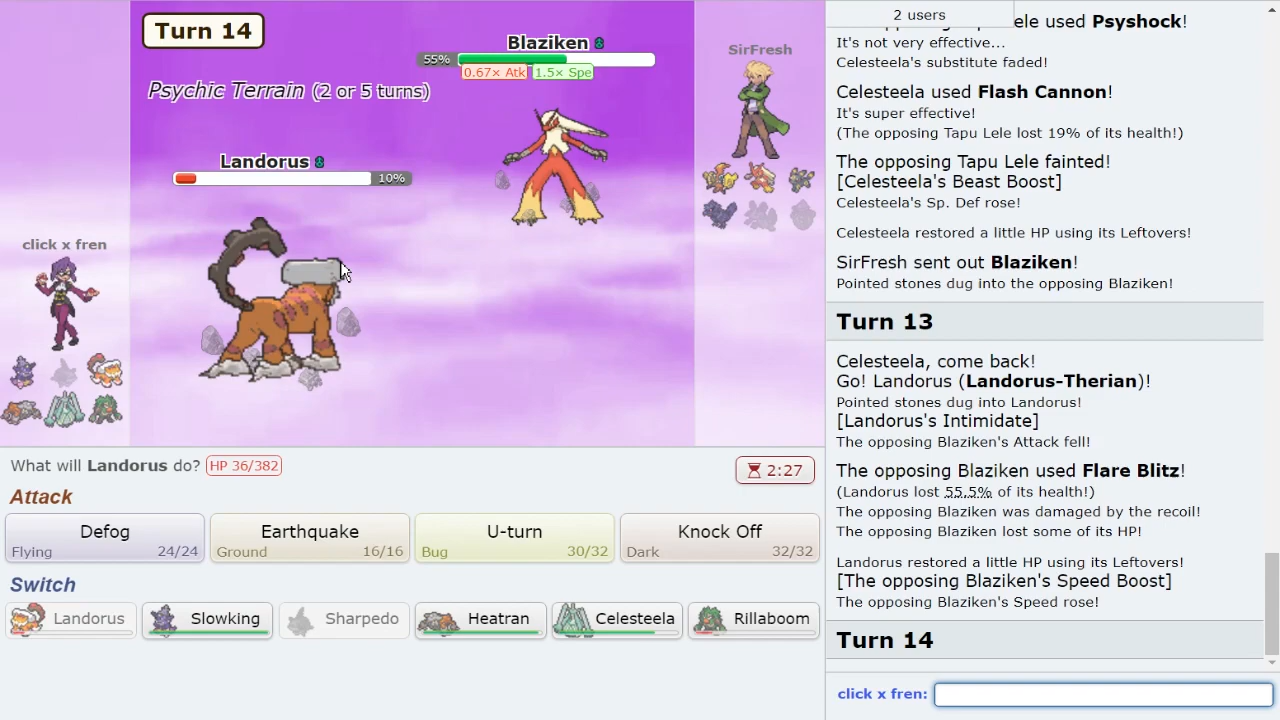 Turn 14
Psychic Terrain (2 or 5 turns)
Blaziken
55%
0.67× Atk 1.5× Spe
Landorus
10%
click x fren
SirFresh
What will Landorus do? HP 36/382
2:27
Attack
Defog
Flying 24/24
Earthquake
Ground 16/16
U-turn
Bug 30/32
Knock Off
Dark 32/32
Switch
Landorus
Slowking
Sharpedo
Heatran
Celesteela
Rillaboom
2 users
ele used Psyshock!
It's not very effective...
Celesteela's substitute faded!
Celesteela used Flash Cannon!
It's super effective!
(The opposing Tapu Lele lost 19% of its health!)
The opposing Tapu Lele fainted!
[Celesteela's Beast Boost]
Celesteela's Sp. Def rose!
Celesteela restored a little HP using its Leftovers!
SirFresh sent out Blaziken!
Pointed stones dug into the opposing Blaziken!
Turn 13
Celesteela, come back!
Go! Landorus (Landorus-Therian)!
Pointed stones dug into Landorus!
[Landorus's Intimidate]
The opposing Blaziken's Attack fell!
The opposing Blaziken used Flare Blitz!
(Landorus lost 55.5% of its health!)
The opposing Blaziken was damaged by the recoil!
The opposing Blaziken lost some of its HP!
Landorus restored a little HP using its Leftovers!
[The opposing Blaziken's Speed Boost]
The opposing Blaziken's Speed rose!
Turn 14
click x fren: